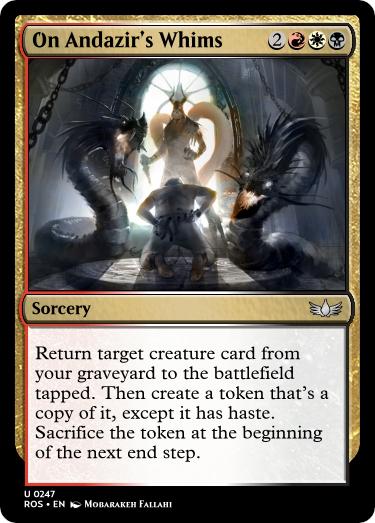 On Andazir's Whims 2
Sorcery
Return target creature card from
your graveyard to the battlefield
tapped. Then create a token that's a
copy of it, except it has haste.
Sacrifice the token at the beginning
of the next end step.
U 0247
ROS • EN Mobarakeh Fallahi